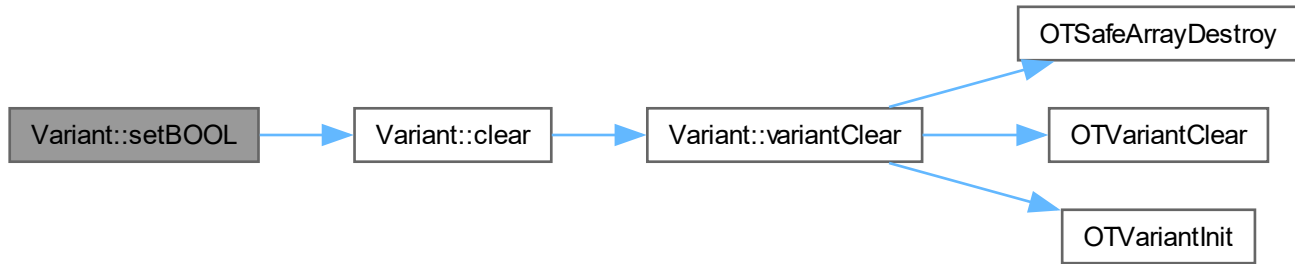 OTSafeArrayDestroy
Variant::setBOOL
Variant::clear
Variant::variantClear
OTVariantClear
OTVariantInit